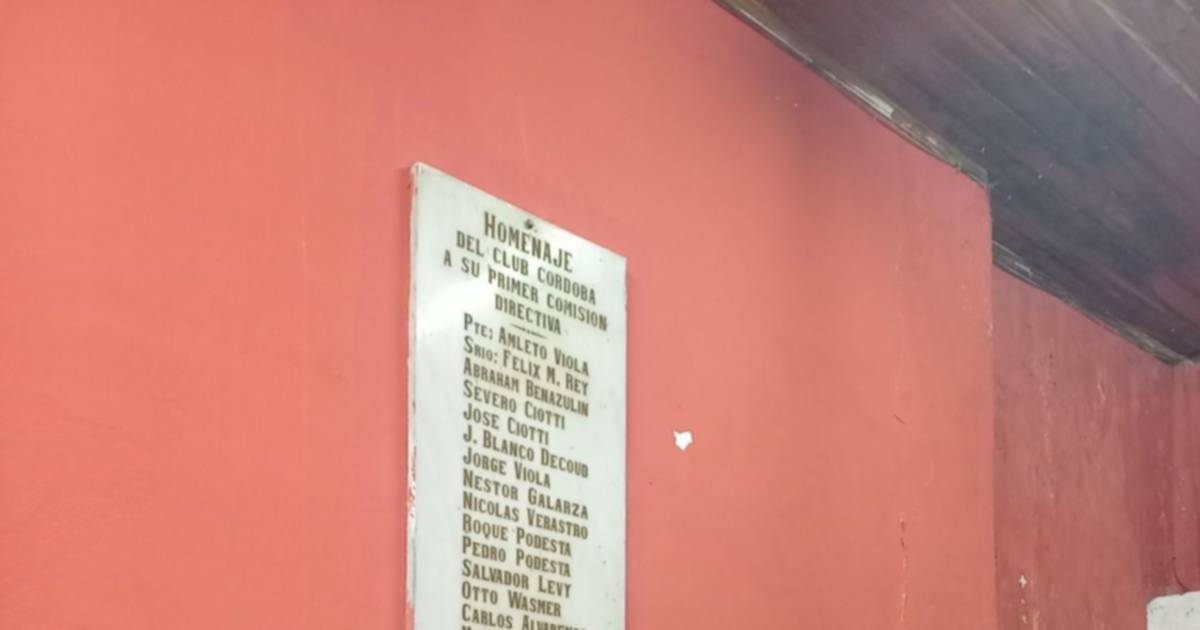 HOMENAJE
DEL CLUB CORDOBA
A SU PRIMER COMISION
DIRECTIVA
PTE: AMLETO VIOLA
SRIO: FELIX M. REY
ABRAHAM BENAZULIN
SEVERO CIOTTI
JOSE CIOTTI
J. BLANCO DECOUD
JORGE VIOLA
NESTOR GALARZA
NICOLAS VERASTRO
ROQUE PODESTA
PEDRO PODESTA
SALVADOR LEVY
OTTO WASMER
CARLOS